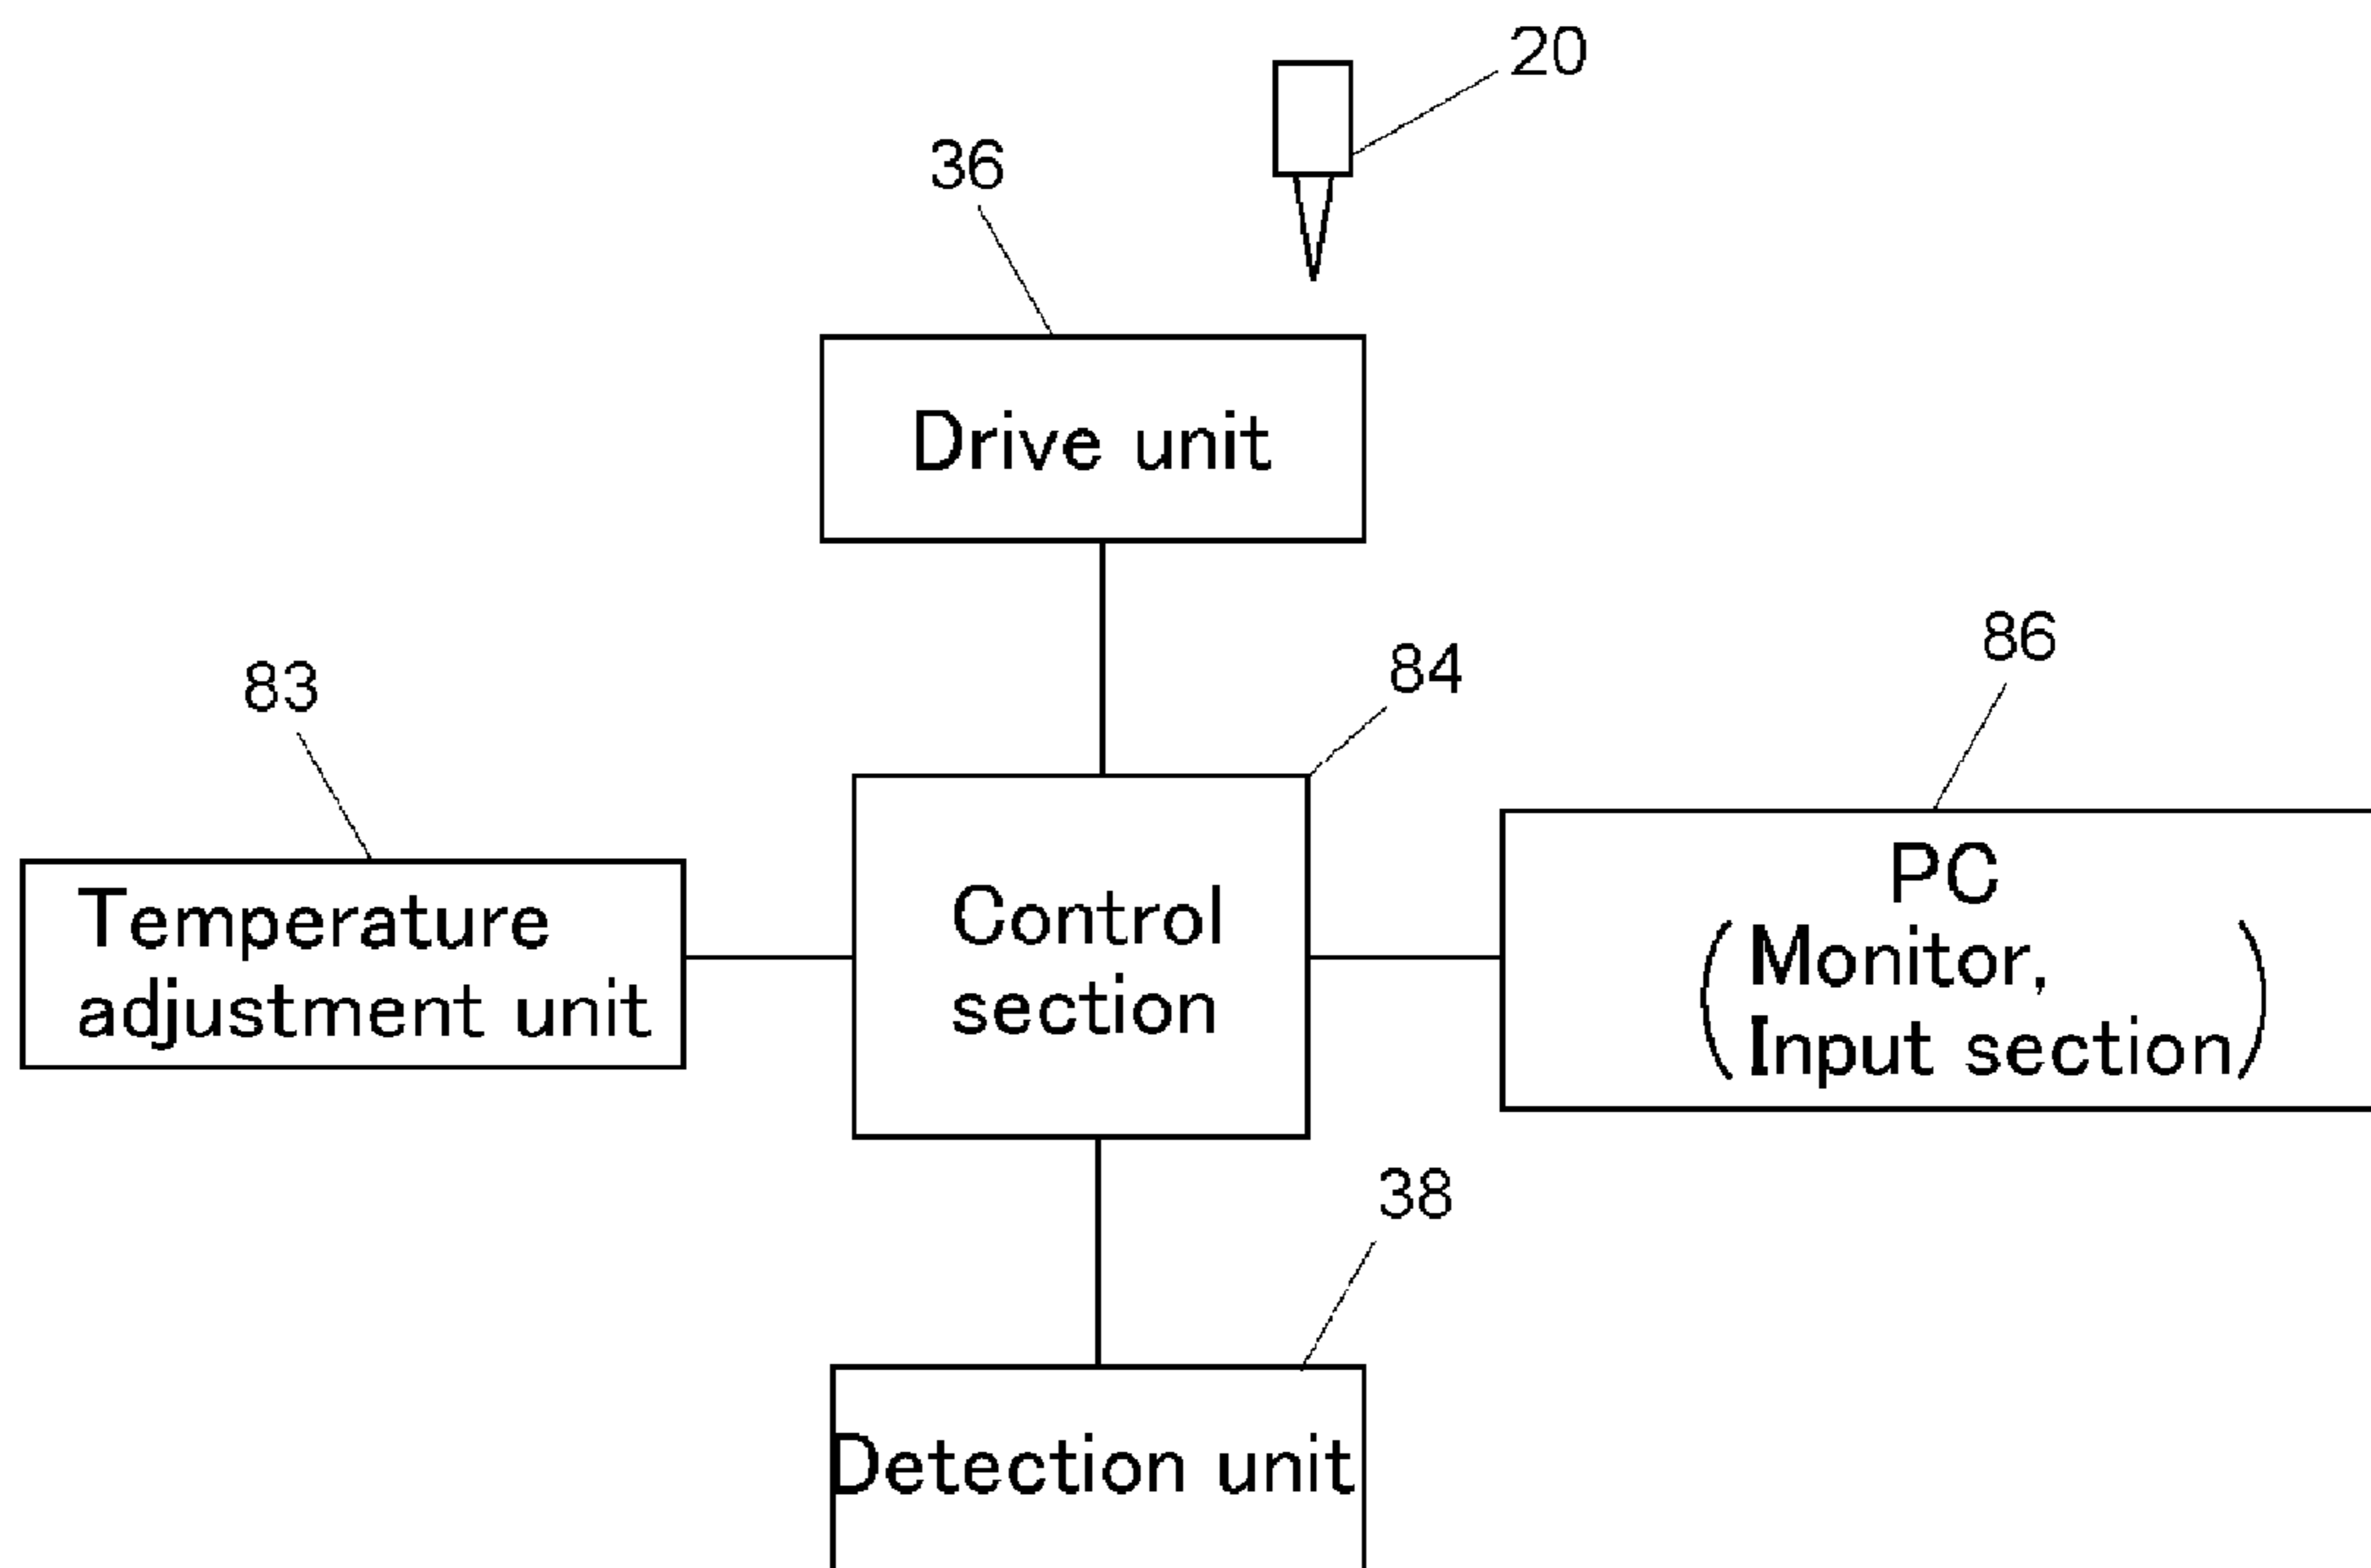 20
36
Drive unit
84
86
83
PC
Temperature
adjustment unit
Control
section
(Monitor,
Input section)
38
Detection unit